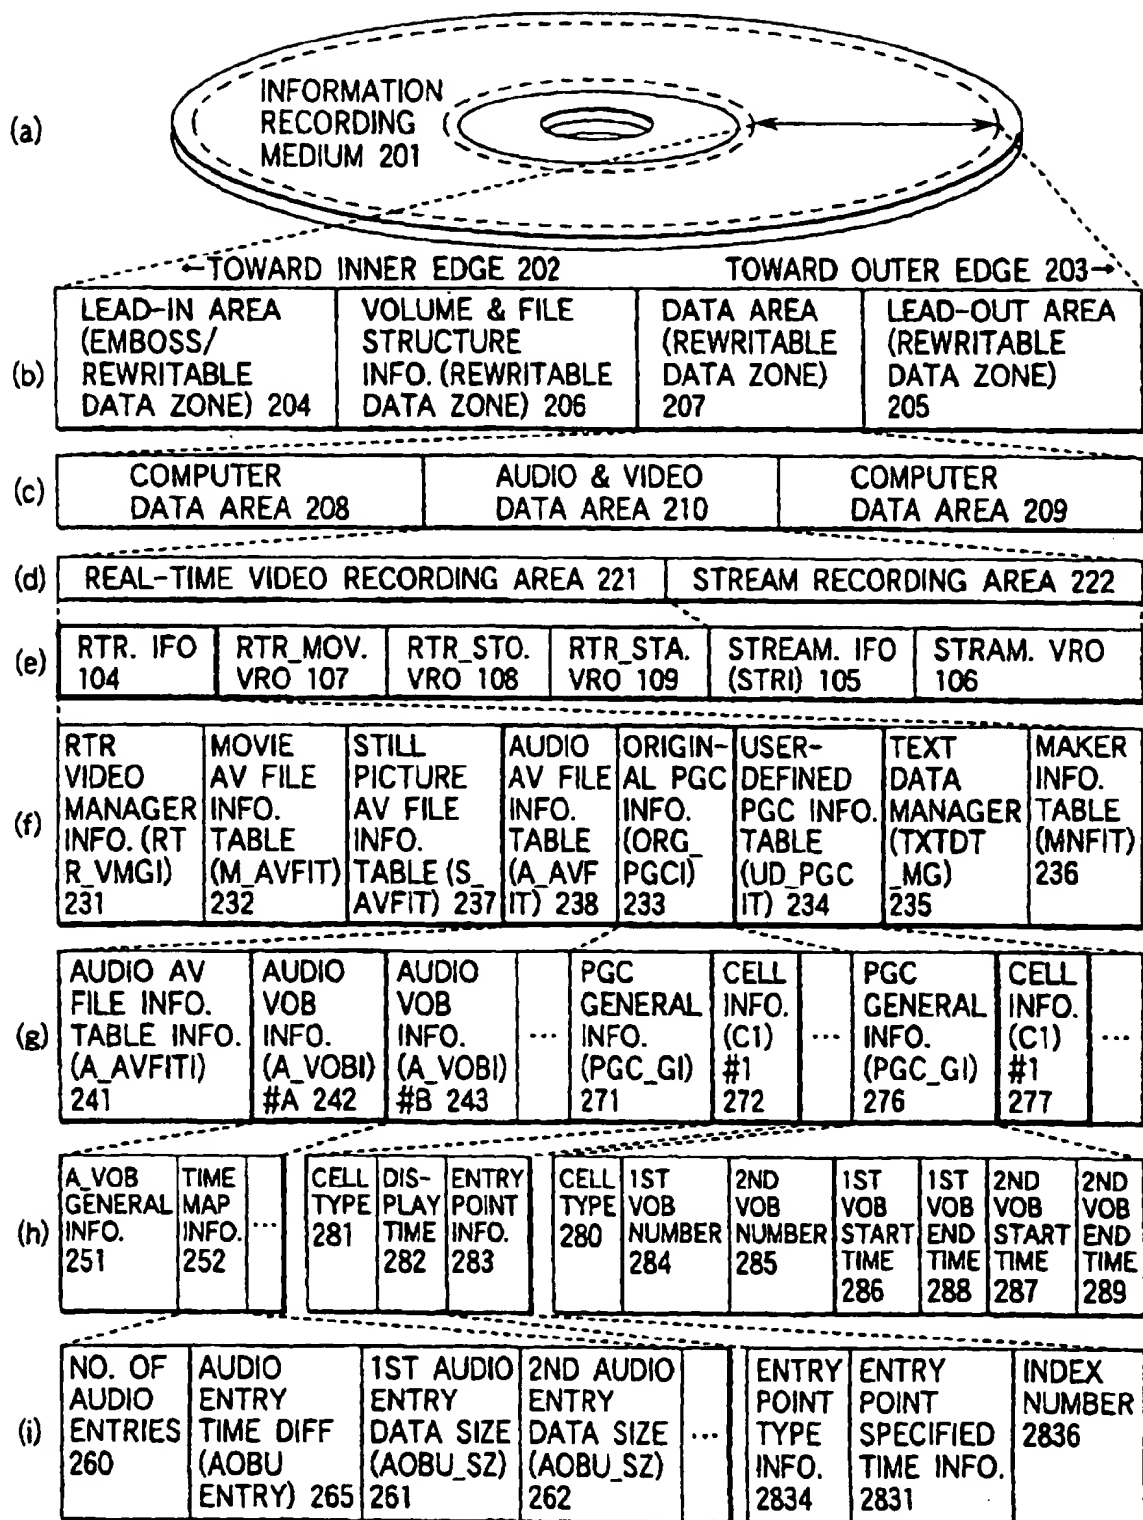 (a)
INFORMATION
RECORDING
MEDIUM 201
←TOWARD INNER EDGE 202
TOWARD OUTER EDGE 203→
(b)
LEAD-IN AREA
(EMBOSS/
REWRITABLE
DATA ZONE) 204
VOLUME & FILE
STRUCTURE
INFO. (REWRITABLE
DATA ZONE) 206
DATA AREA
(REWRITABLE
DATA ZONE)
207
LEAD-OUT AREA
(REWRITABLE
DATA ZONE)
205
(c)
COMPUTER
DATA AREA 208
AUDIO & VIDEO
DATA AREA 210
COMPUTER
DATA AREA 209
(d)
REAL-TIME VIDEO RECORDING AREA 221
STREAM RECORDING AREA 222
(e)
RTR. IFO
104
RTR_MOV.
VRO 107
RTR_STO.
VRO 108
RTR_STA.
VRO 109
STREAM. IFO
(STRI) 105
STRAM. VRO
106
(f)
RTR
VIDEO
MANAGER
INFO. (RT
R_VMGI)
231
MOVIE
AV FILE
INFO.
TABLE
(M_AVFIT)
232
STILL
PICTURE
AV FILE
INFO.
TABLE (S_
AVFIT) 237
AUDIO
AV FILE
INFO.
TABLE
(A_AVF
IT) 238
ORIGIN-
AL PGC
INFO.
(ORG_
PGCI)
233
USER-
DEFINED
PGC INFO.
TABLE
(UD_PGC
IT) 234
TEXT
DATA
MANAGER
(TXTDT
_MG)
235
MAKER
INFO.
TABLE
(MNFIT)
236
(g)
AUDIO AV
FILE INFO.
TABLE INFO.
(A_AVFITI)
241
AUDIO
VOB
INFO.
(A_VOBI)
#A 242
AUDIO
VOB
INFO.
(A_VOBI)
#B 243
...
PGC
GENERAL
INFO.
(PGC_GI)
271
CELL
INFO.
(C1)
#1
272
...
PGC
GENERAL
INFO.
(PGC_GI)
276
CELL
INFO.
(C1)
#1
277
...
(h)
A_VOB
GENERAL
INFO.
251
TIME
MAP
INFO.
252
...
CELL
TYPE
281
DIS-
PLAY
TIME
282
ENTRY
POINT
INFO.
283
CELL
TYPE
280
1ST
VOB
NUMBER
284
2ND
VOB
NUMBER
285
1ST
VOB
START
TIME
286
1ST
VOB
END
TIME
288
2ND
VOB
START
TIME
287
2ND
VOB
END
TIME
289
(i)
NO. OF
AUDIO
ENTRIES
260
AUDIO
ENTRY
TIME DIFF
(AOBU
ENTRY) 265
1ST AUDIO
ENTRY
DATA SIZE
(AOBU_SZ)
261
2ND AUDIO
ENTRY
DATA SIZE
(AOBU_SZ)
262
...
ENTRY
POINT
TYPE
INFO.
2834
ENTRY
POINT
SPECIFIED
TIME INFO.
2831
INDEX
NUMBER
2836